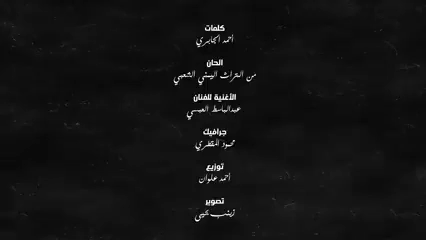 كلمات
أحمد الجابري
الحان
من التراث اليمني الشعبي
الأغنية للفنان
عبدالباسط العبسي
جرافيك
محمود المقطري
توزيع
أحمد علوان
تصوير
زينب يحيى